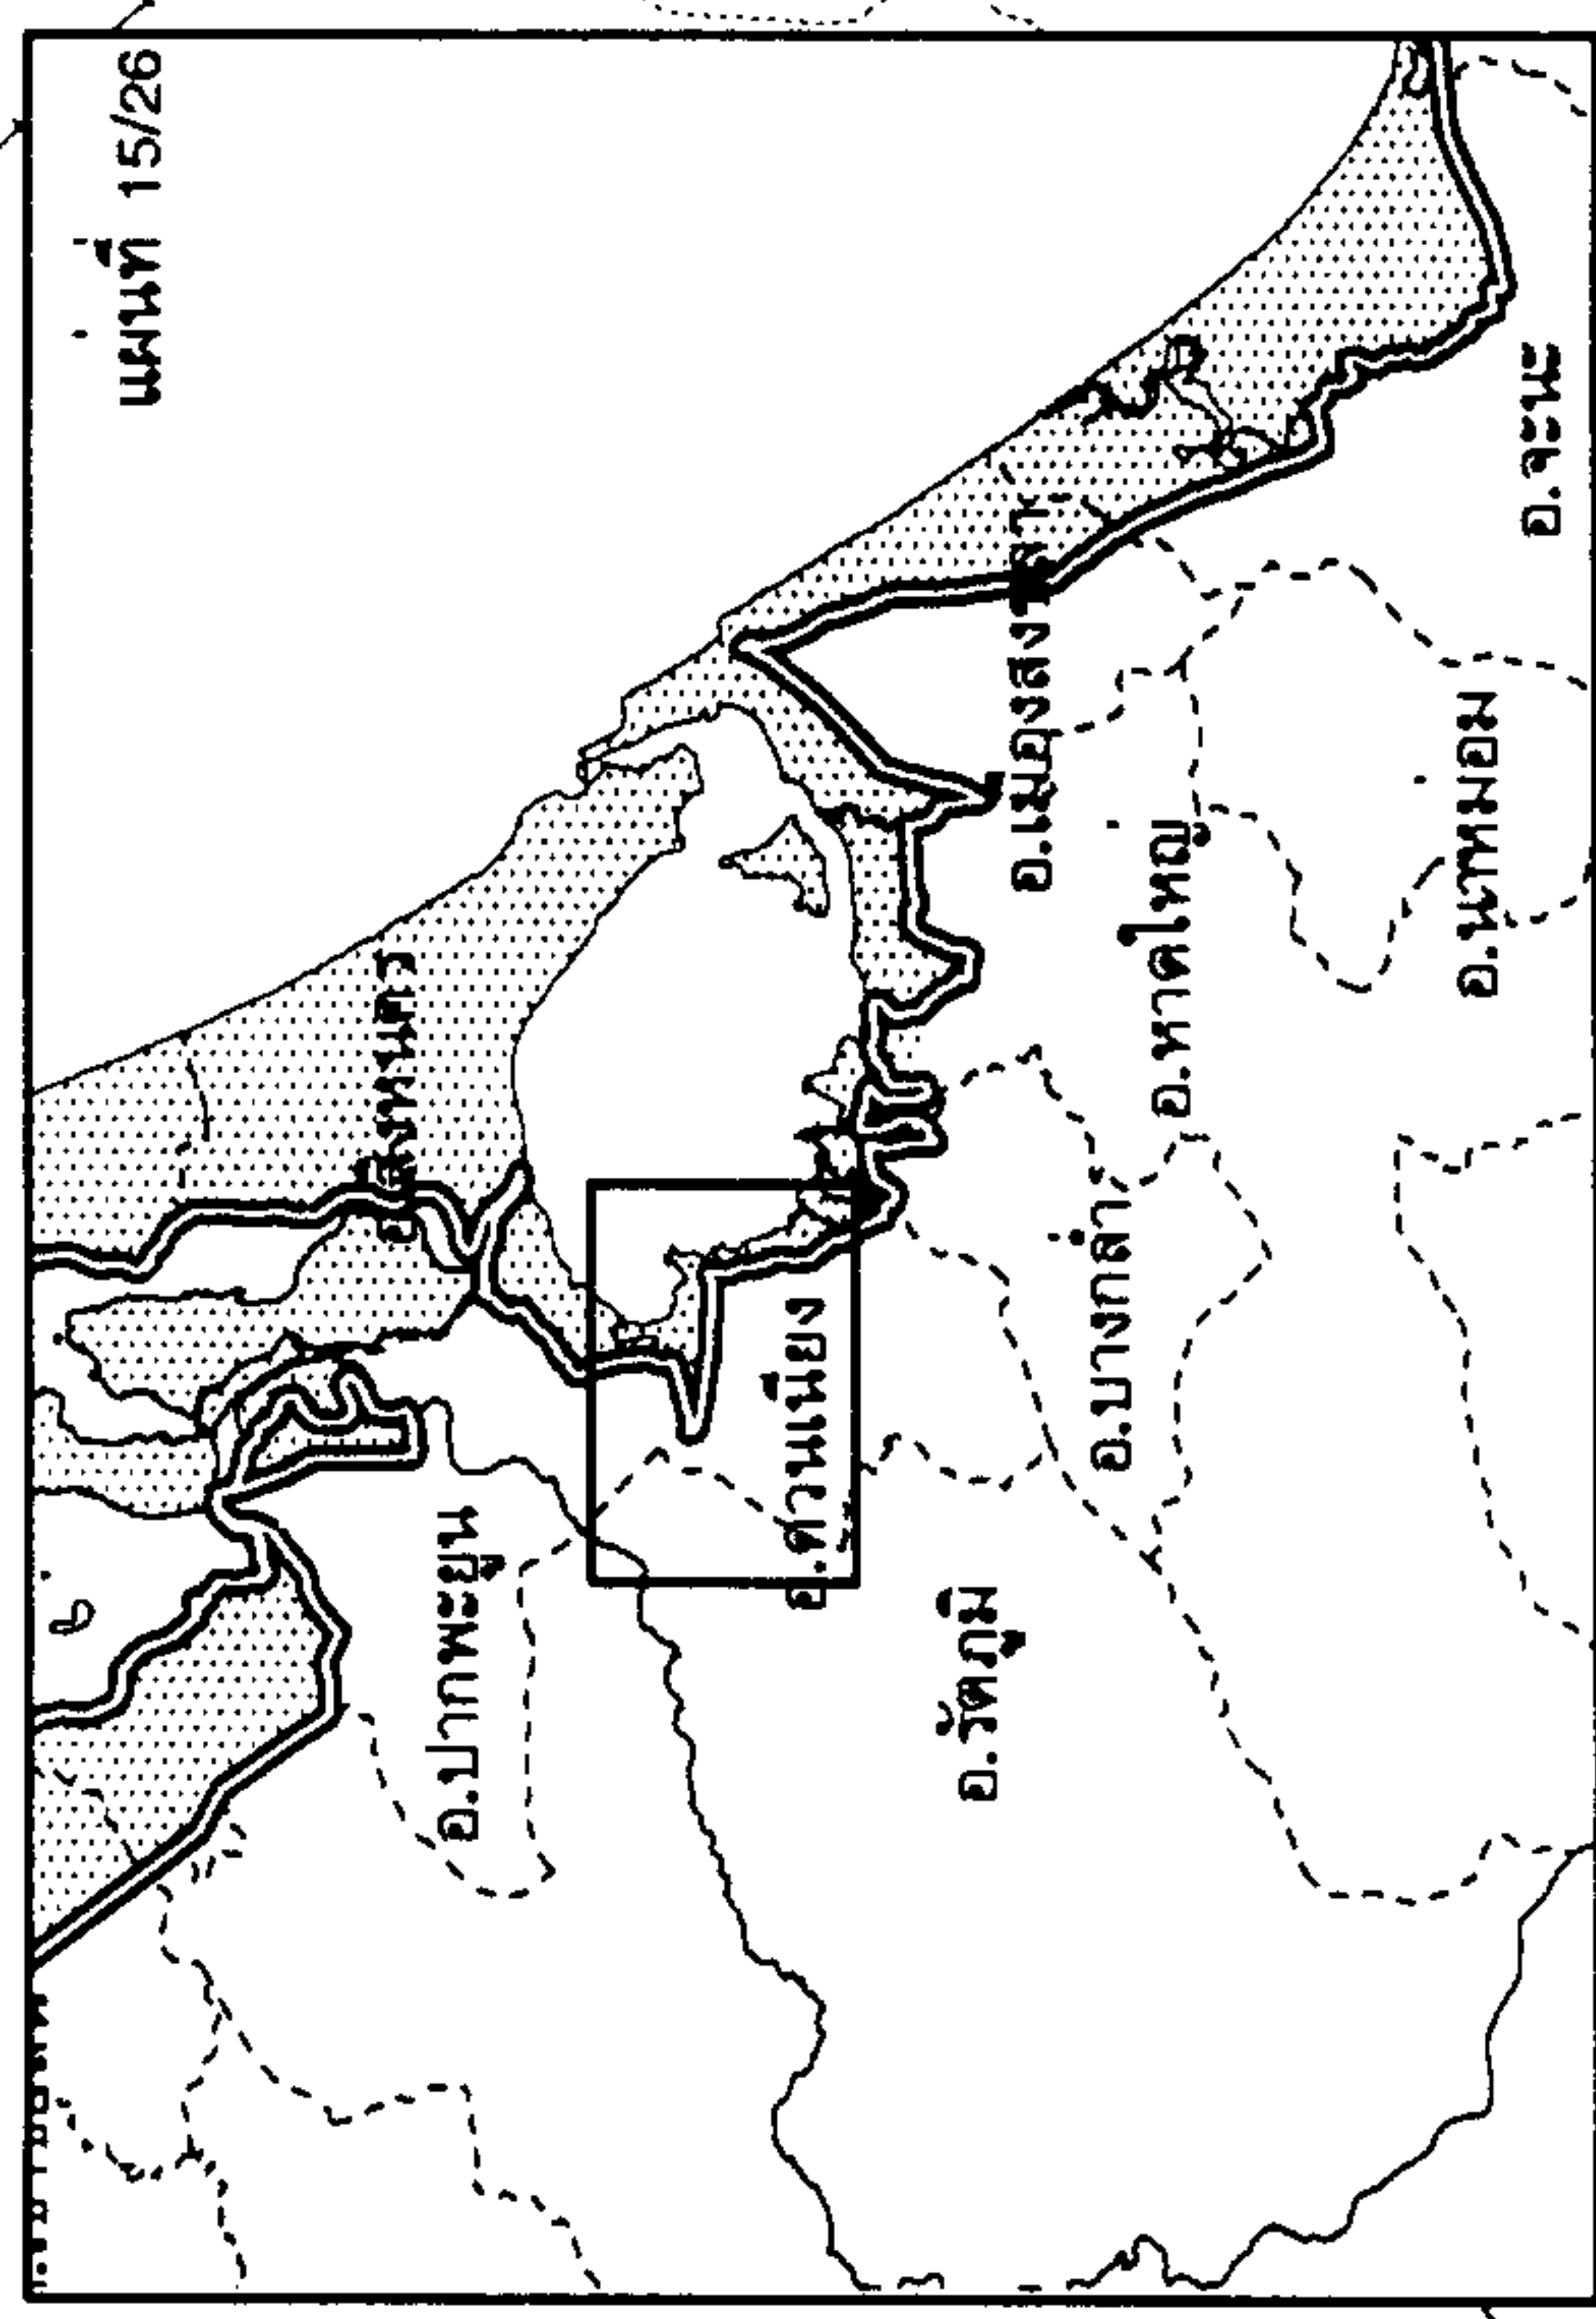 แผ่นที่ 15/26
อ.สิงหนคร
อ.ปากพะยูน
อ.ควนเนียง
อ.เมืองสงขลา
อ.รัตภูมิ
อ.หาดใหญ่
อ.บางกล่ำ
อ.นาหม่อม
อ.จะนะ